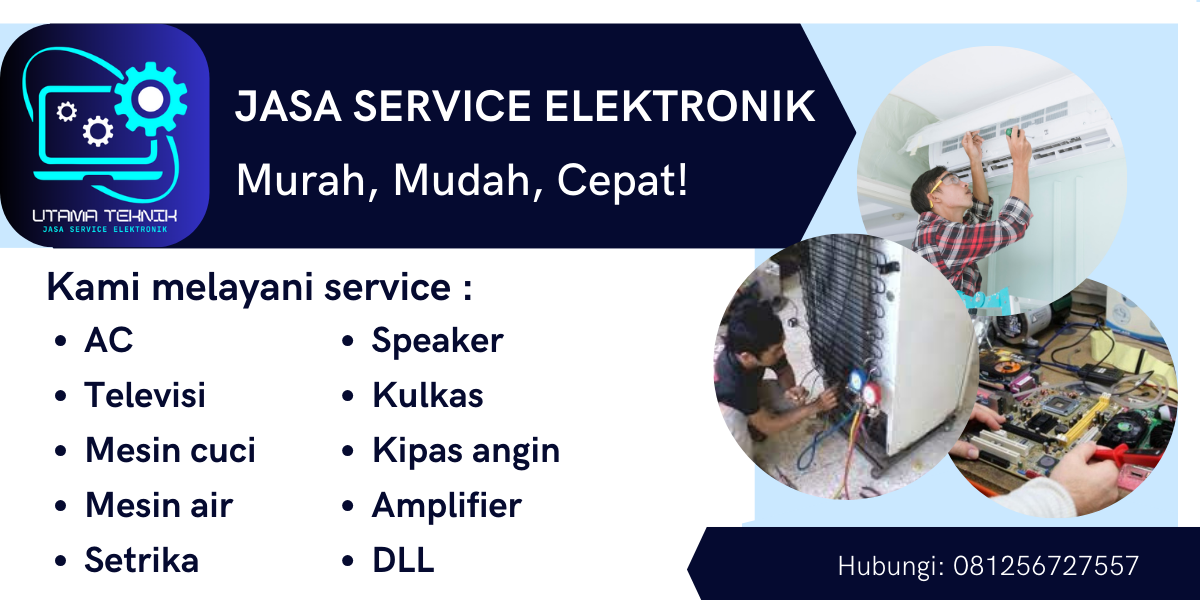 UTAMA TEKNIK
JASA SERVICE ELEKTRONIK
JASA SERVICE ELEKTRONIK
Murah, Mudah, Cepat!
Kami melayani service :
• AC
• Televisi
• Mesin cuci
• Mesin air
• Setrika
• Speaker
• Kulkas
• Kipas angin
• Amplifier
• DLL
Hubungi: 081256727557